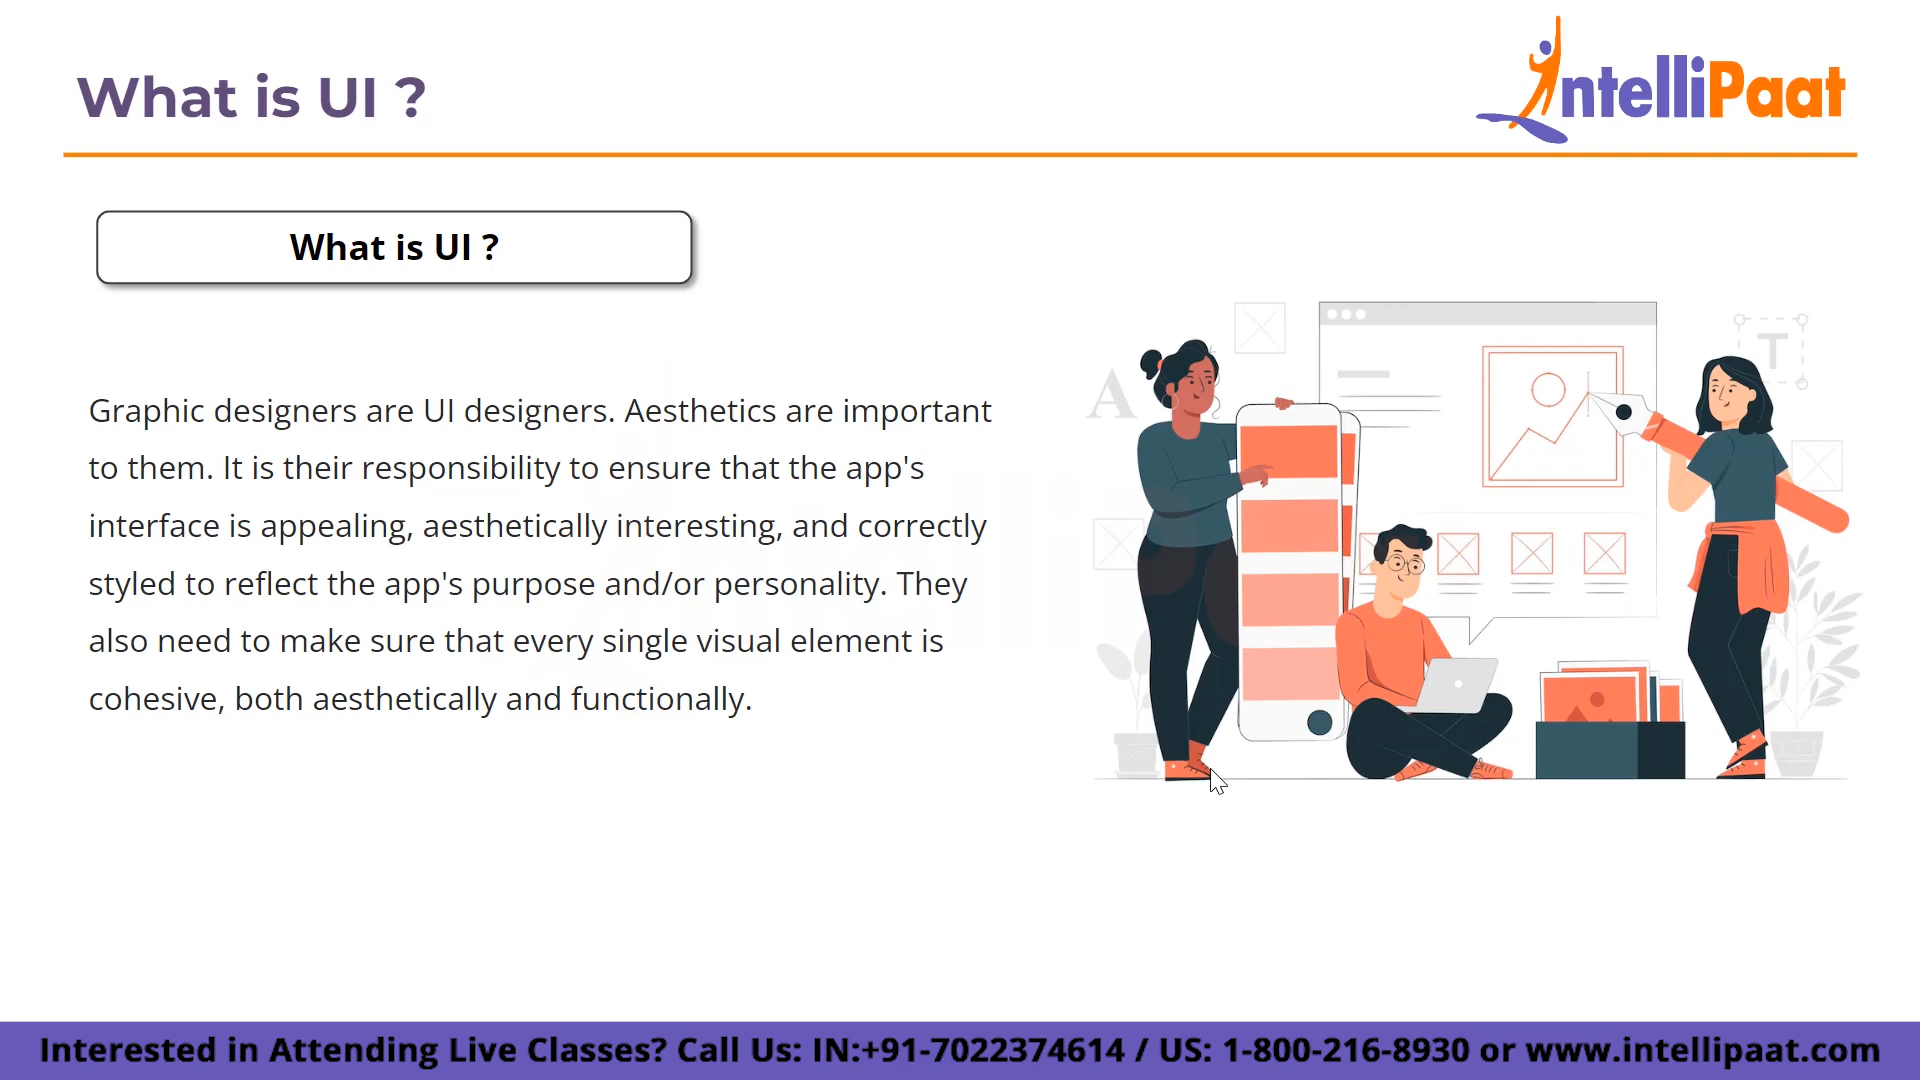 What is UI ?
IntelliPaat
What is UI ?
Graphic designers are UI designers. Aesthetics are important
to them. It is their responsibility to ensure that the app's
interface is appealing, aesthetically interesting, and correctly
styled to reflect the app's purpose and/or personality. They
also need to make sure that every single visual element is
cohesive, both aesthetically and functionally.
A
T
Interested in Attending Live Classes? Call Us: IN:+91-7022374614 / US: 1-800-216-8930 or www.intellipaat.com